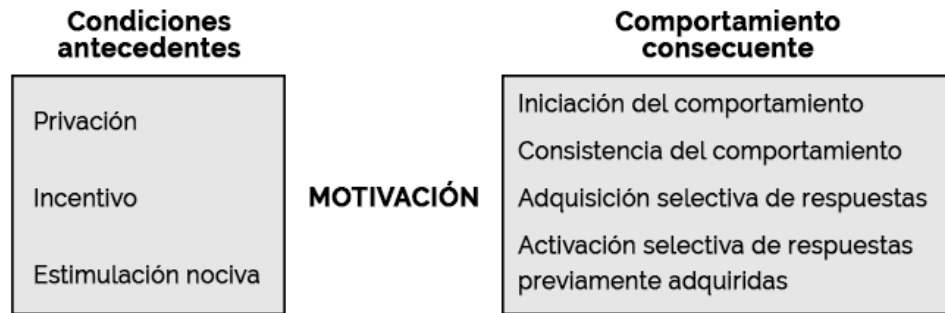 Condiciones
antecedentes
Privación
Incentivo
Estimulación nociva
MOTIVACIÓN
Comportamiento
consecuente
Iniciación del comportamiento
Consistencia del comportamiento
Adquisición selectiva de respuestas
Activación selectiva de respuestas
previamente adquiridas